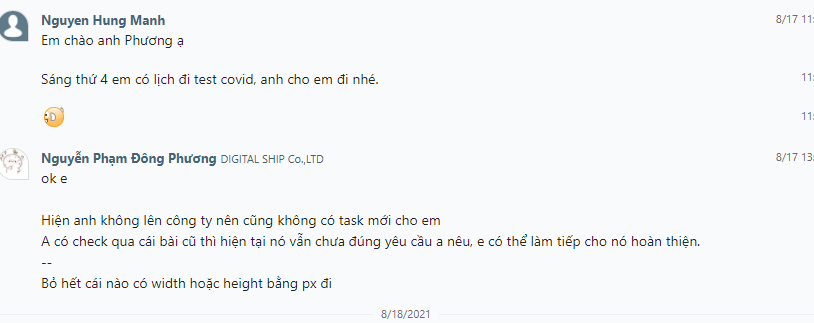 Nguyen Hung Manh 8/17 11:
Em chào anh Phương ạ
Sáng thứ 4 em có lịch đi test covid, anh cho em đi nhé. 11:
11:
Nguyễn Phạm Đông Phương DIGITAL SHIP Co.,LTD 8/17 13:
ok e
Hiện anh không lên công ty nên cũng không có task mới cho em
A có check qua cái bài cũ thì hiện tại nó vẫn chưa đúng yêu cầu a nêu, e có thể làm tiếp cho nó hoàn thiện.
--
Bỏ hết cái nào có width hoặc height bằng px đi
8/18/2021